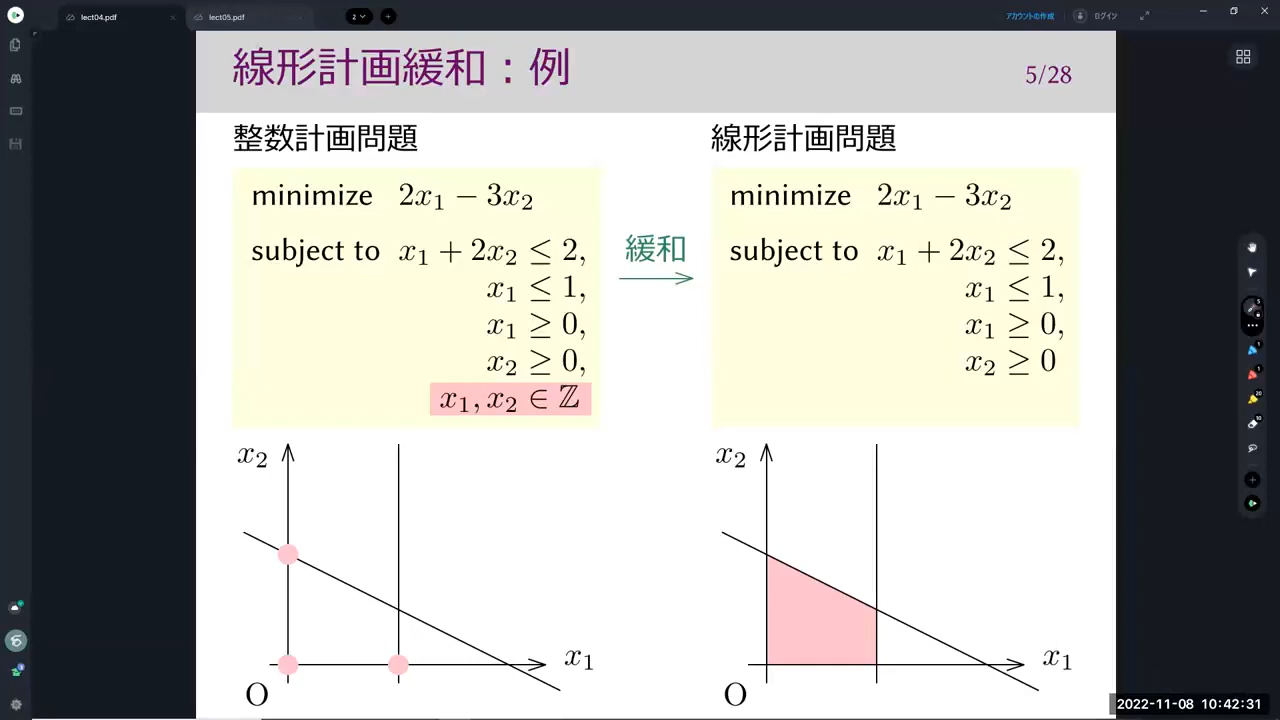 lect04.pdf
lect05.pdf
2
アカウントの作成
ログイン
線形計画緩和：例
5/28
整数計画問題
minimize 2x₁ − 3x₂
subject to x₁ + 2x₂ ≤ 2,
x₁ ≤ 1,
x₁ ≥ 0,
x₂ ≥ 0,
x₁, x₂ ∈ ℤ
緩和
線形計画問題
minimize 2x₁ − 3x₂
subject to x₁ + 2x₂ ≤ 2,
x₁ ≤ 1,
x₁ ≥ 0,
x₂ ≥ 0
x₂
x₁
O
x₂
x₁
O
2022-11-08 10:42:31